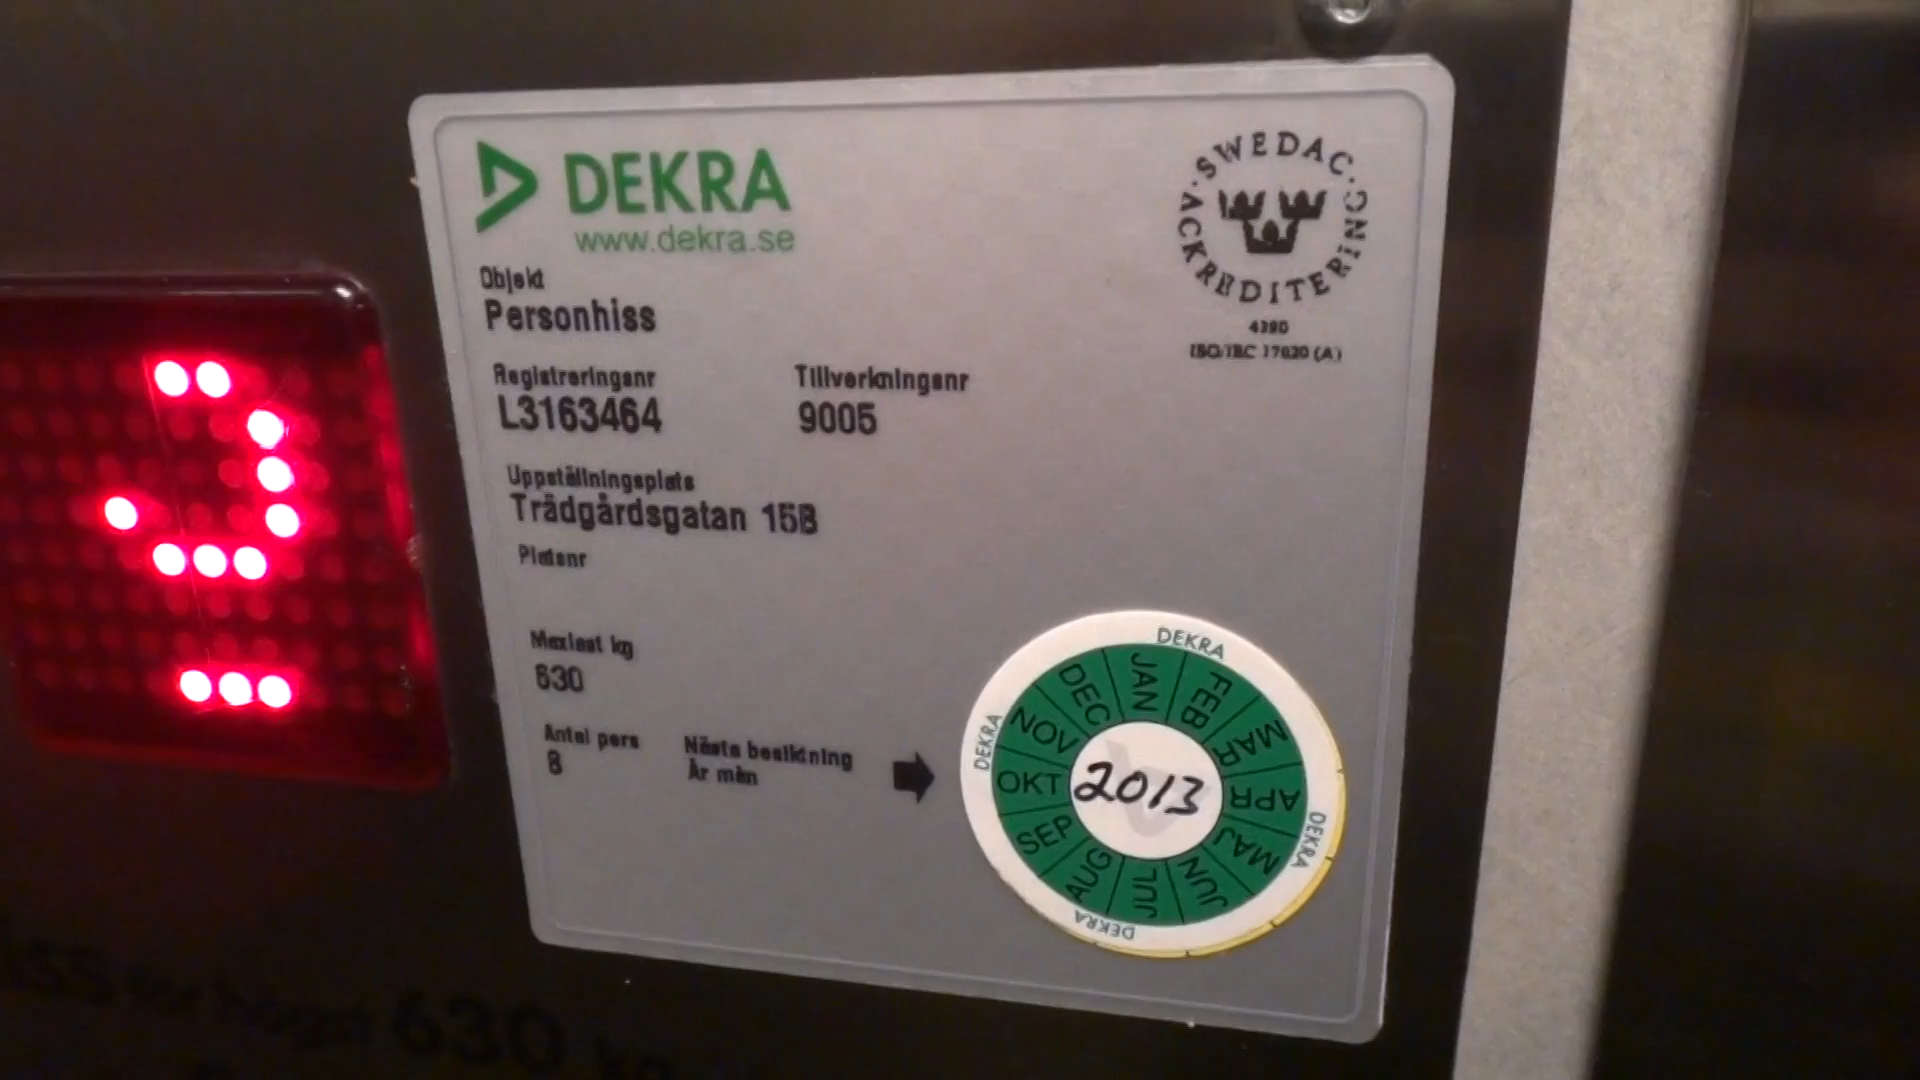 DEKRA
www.dekra.se
SWEDAC · ACKREDITERING ·
4390
ISO/IEC 17020 (A)
Objekt
Personhiss
Registreringsnr Tillverkningsnr
L3163464 9005
Uppställningsplats
Trädgårdsgatan 15B
Platsnr
Maxlast kg
630
Antal pers Nästa besiktning
8 År mån
DEKRA DEKRA DEKRA DEKRA
JAN FEB MAR APR MAJ JUN JUL AUG SEP OKT NOV DEC
2013
630 kg